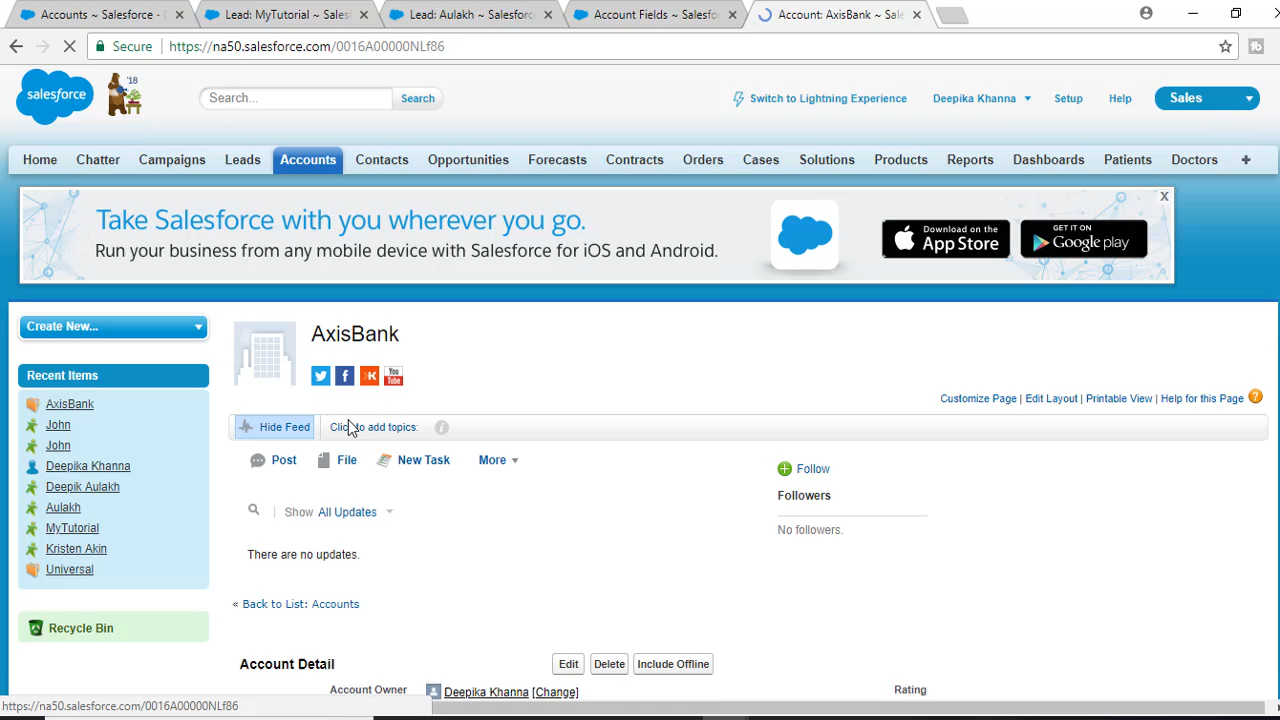 Accounts ~ Salesforce -
Lead: MyTutorial ~ Sales
Lead: Aulakh ~ Salesforc
Account Fields ~ Salesfo
Account: AxisBank ~ Sale
Secure
https://na50.salesforce.com/0016A00000NLf86
salesforce
'18
Search...
Search
Switch to Lightning Experience
Deepika Khanna
Setup
Help
Sales
Home
Chatter
Campaigns
Leads
Accounts
Contacts
Opportunities
Forecasts
Contracts
Orders
Cases
Solutions
Products
Reports
Dashboards
Patients
Doctors
+
Take Salesforce with you wherever you go.
Run your business from any mobile device with Salesforce for iOS and Android.
Download on the
App Store
GET IT ON
Google play
X
Create New...
Recent Items
AxisBank
John
John
Deepika Khanna
Deepik Aulakh
Aulakh
MyTutorial
Kristen Akin
Universal
Recycle Bin
AxisBank
You
Tube
Customize Page | Edit Layout | Printable View | Help for this Page ?
Hide Feed
Click to add topics:
Post
File
New Task
More
Show All Updates
There are no updates.
Follow
Followers
No followers.
« Back to List: Accounts
Account Detail
Edit
Delete
Include Offline
Account Owner
Deepika Khanna [Change]
Rating
https://na50.salesforce.com/0016A00000NLf86